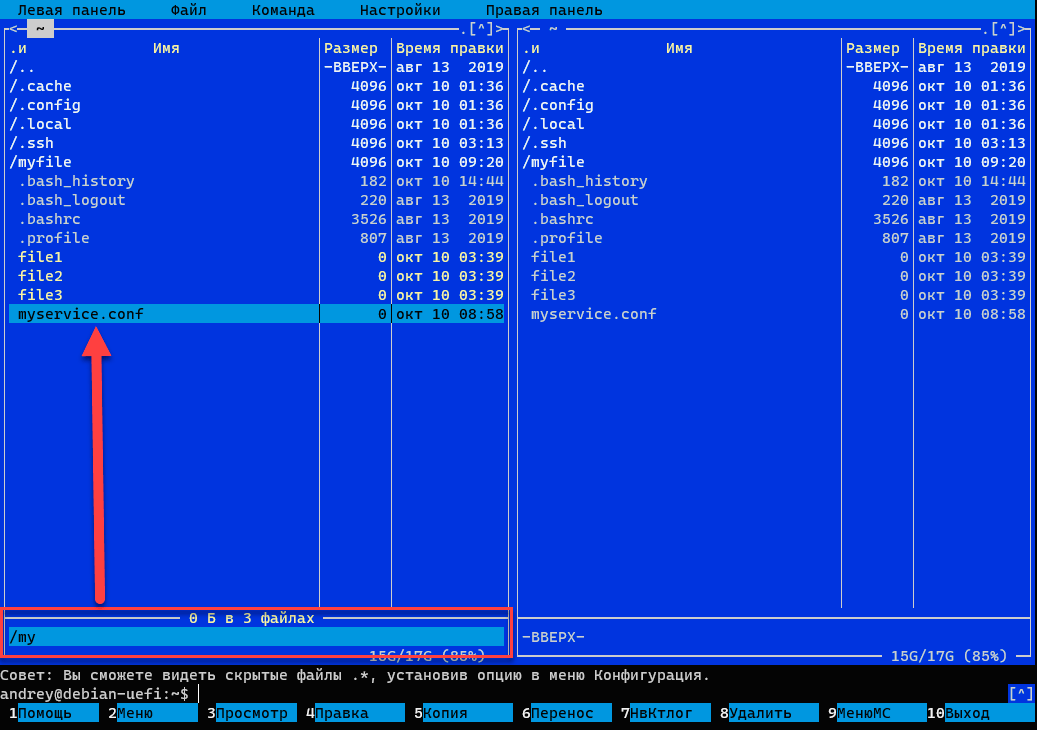 Левая панель Файл Команда Настройки Правая панель
<─ ~ .[^]> <─ ~ .[^]>
.и Имя Размер Время правки .и Имя Размер Время правки
/.. -ВВЕРХ- авг 13 2019 /.. -ВВЕРХ- авг 13 2019
/.cache 4096 окт 10 01:36 /.cache 4096 окт 10 01:36
/.config 4096 окт 10 01:36 /.config 4096 окт 10 01:36
/.local 4096 окт 10 01:36 /.local 4096 окт 10 01:36
/.ssh 4096 окт 10 03:13 /.ssh 4096 окт 10 03:13
/myfile 4096 окт 10 09:20 /myfile 4096 окт 10 09:20
.bash_history 182 окт 10 14:44 .bash_history 182 окт 10 14:44
.bash_logout 220 авг 13 2019 .bash_logout 220 авг 13 2019
.bashrc 3526 авг 13 2019 .bashrc 3526 авг 13 2019
.profile 807 авг 13 2019 .profile 807 авг 13 2019
file1 0 окт 10 03:39 file1 0 окт 10 03:39
file2 0 окт 10 03:39 file2 0 окт 10 03:39
file3 0 окт 10 03:39 file3 0 окт 10 03:39
myservice.conf 0 окт 10 08:58 myservice.conf 0 окт 10 08:58
0 Б в 3 файлах
/my -ВВЕРХ-
15G/17G (85%) 15G/17G (85%)
Совет: Вы сможете видеть скрытые файлы .*, установив опцию в меню Конфигурация.
andrey@debian-uefi:~$ [^]
1Помощь 2Меню 3Просмотр 4Правка 5Копия 6Перенос 7НвКтлог 8Удалить 9МенюМС 10Выход